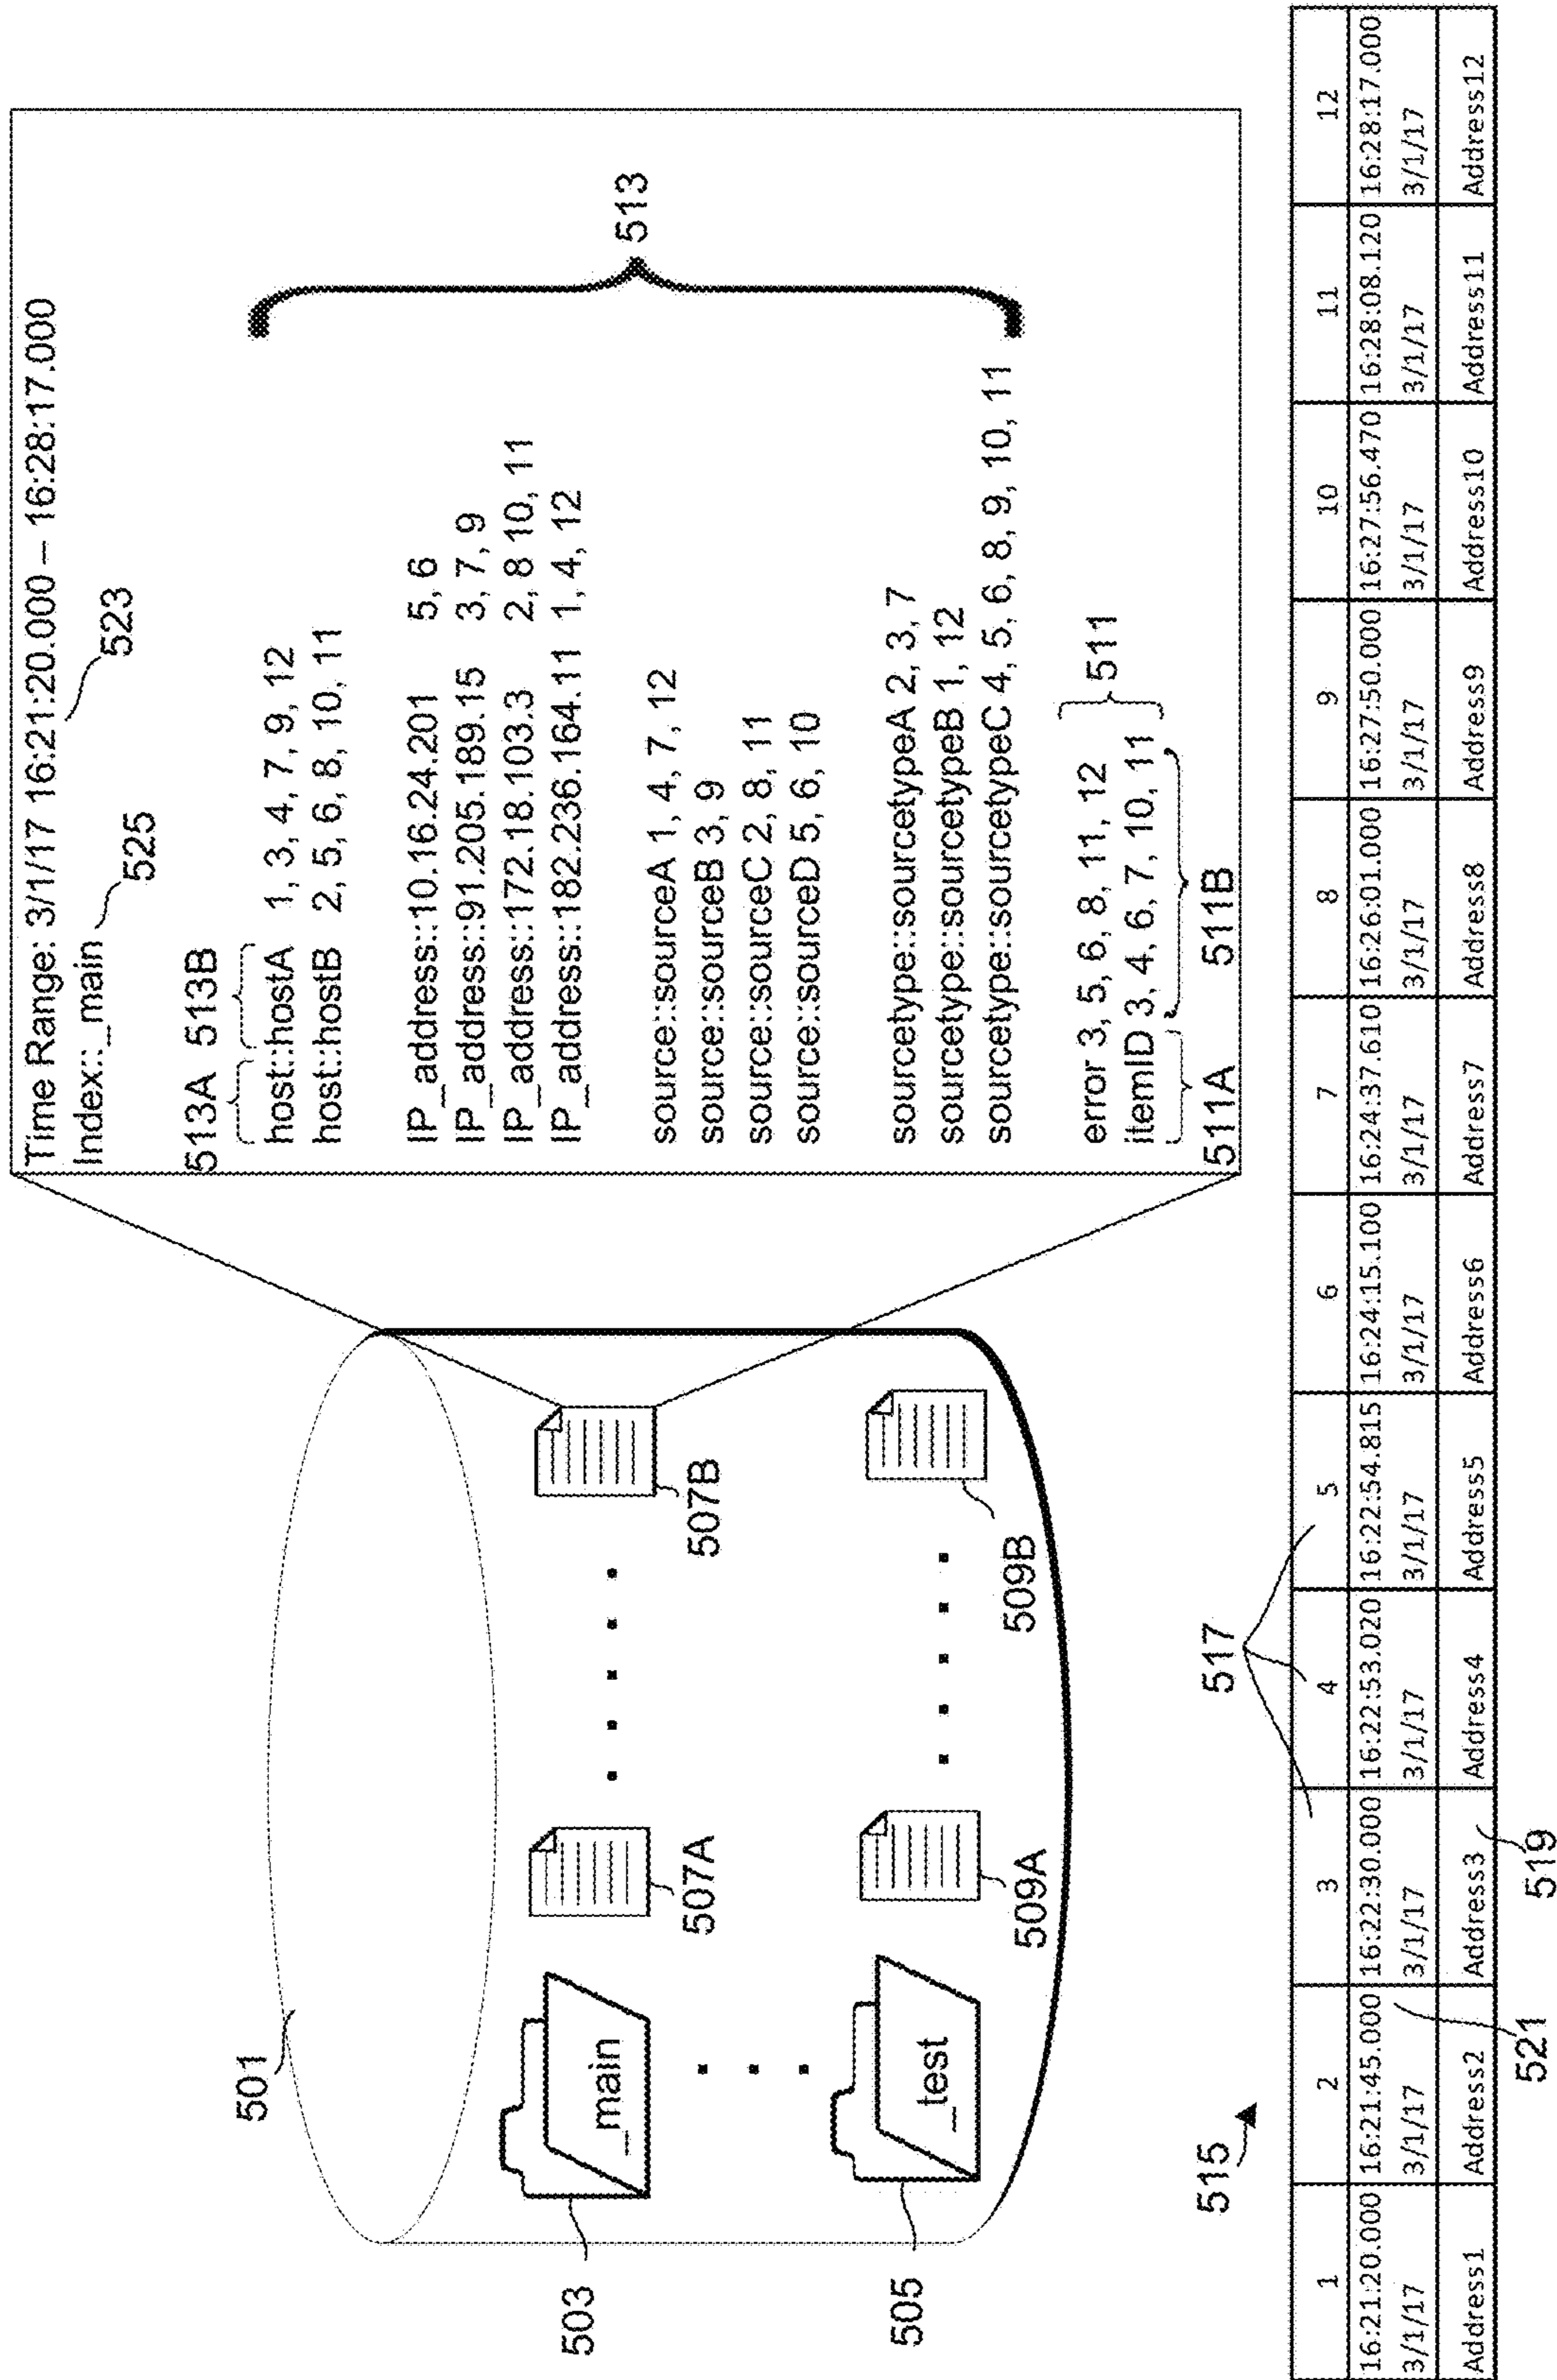 Time Range: 3/1/17 16:21:20.000 – 16:28:17.000
523
Index::_main
525
513A 513B
host::hostA 1, 3, 4, 7, 9, 12
host::hostB 2, 5, 6, 8, 10, 11
IP_address::10.16.24.201 5, 6
IP_address::91.205.189.15 3, 7, 9
IP_address::172.18.103.3 2, 8 10, 11
IP_address::182.236.164.11 1, 4, 12
source::sourceA 1, 4, 7, 12
source::sourceB 3, 9
source::sourceC 2, 8, 11
source::sourceD 5, 6, 10
sourcetype::sourcetypeA 2, 3, 7
sourcetype::sourcetypeB 1, 12
sourcetype::sourcetypeC 4, 5, 6, 8, 9, 10, 11
513
error 3, 5, 6, 8, 11, 12
itemID 3, 4, 6, 7, 10, 11
511
511A 511B
501
503
_main
507A
507B
505
_test
509A
509B
515
517
1 2 3 4 5 6 7 8 9 10 11 12
16:21:20.000 16:21:45.000 16:22:30.000 16:22:53.020 16:22:54.815 16:24:15.100 16:24:37.610 16:26:01.000 16:27:50.000 16:27:56.470 16:28:08.120 16:28:17.000
3/1/17 3/1/17 3/1/17 3/1/17 3/1/17 3/1/17 3/1/17 3/1/17 3/1/17 3/1/17 3/1/17 3/1/17
Address1 Address2 Address3 Address4 Address5 Address6 Address7 Address8 Address9 Address10 Address11 Address12
521
519